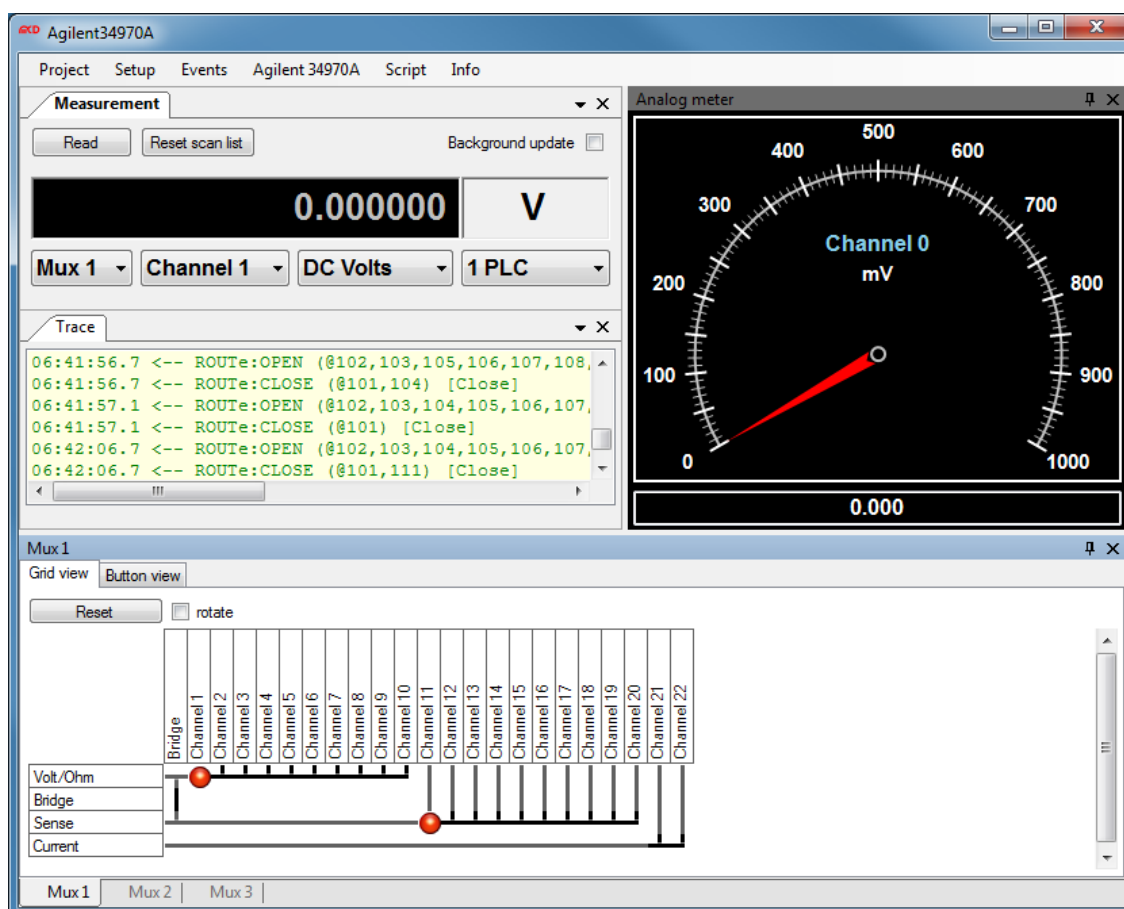 Agilent34970A
Project Setup Events Agilent 34970A Script Info
Measurement
Read Reset scan list Background update
0.000000 V
Mux 1 Channel 1 DC Volts 1 PLC
Trace
06:41:56.7 <-- ROUTe:OPEN (@102,103,105,106,107,108,
06:41:56.7 <-- ROUTe:CLOSE (@101,104) [Close]
06:41:57.1 <-- ROUTe:OPEN (@102,103,104,105,106,107,
06:41:57.1 <-- ROUTe:CLOSE (@101) [Close]
06:42:06.7 <-- ROUTe:OPEN (@102,103,104,105,106,107,
06:42:06.7 <-- ROUTe:CLOSE (@101,111) [Close]
Analog meter
500
400 600
300 700
Channel 0
mV
200 800
100 900
0 1000
0.000
Mux 1
Grid view Button view
Reset rotate
Bridge
Channel 1
Channel 2
Channel 3
Channel 4
Channel 5
Channel 6
Channel 7
Channel 8
Channel 9
Channel 10
Channel 11
Channel 12
Channel 13
Channel 14
Channel 15
Channel 16
Channel 17
Channel 18
Channel 19
Channel 20
Channel 21
Channel 22
Volt/Ohm
Bridge
Sense
Current
Mux 1 Mux 2 Mux 3